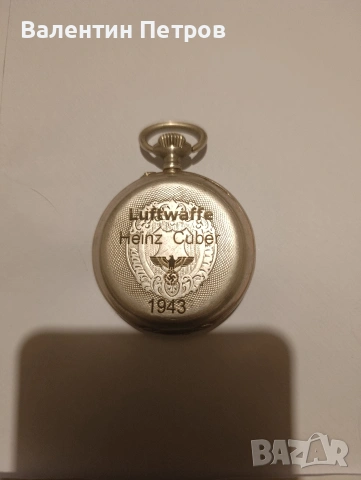 Валентин Петров
Luftwaffe
Heinz Cuber
1943
BAZAR